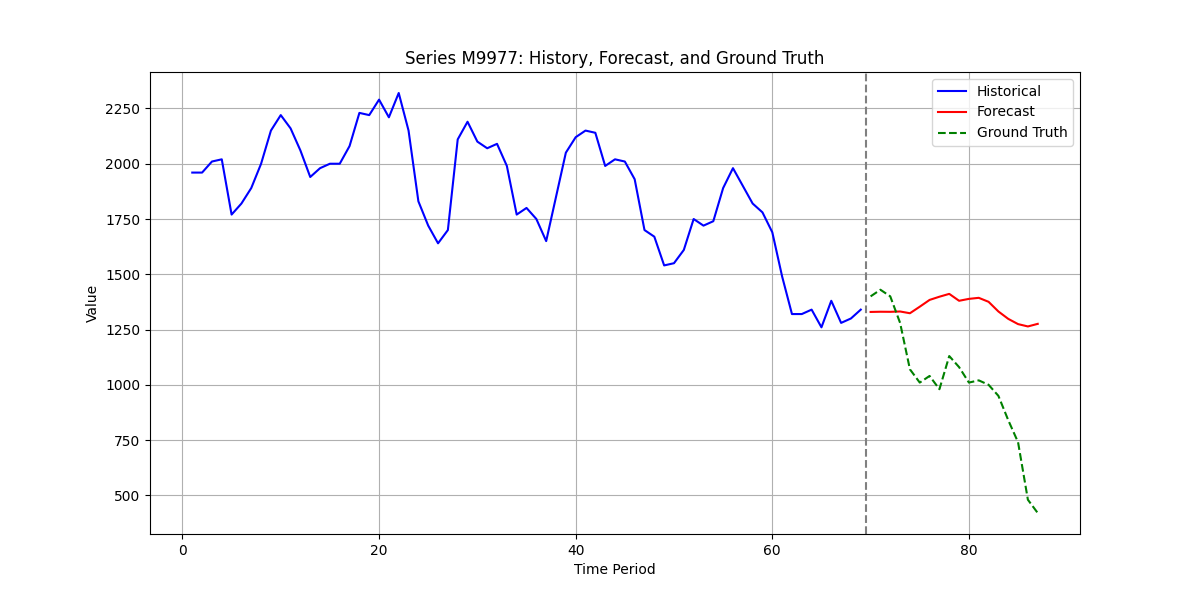 Series M9977: History, Forecast, and Ground Truth
Historical
Forecast
Ground Truth
Value
2250
2000
1750
1500
1250
1000
750
500
0 20 40 60 80
Time Period